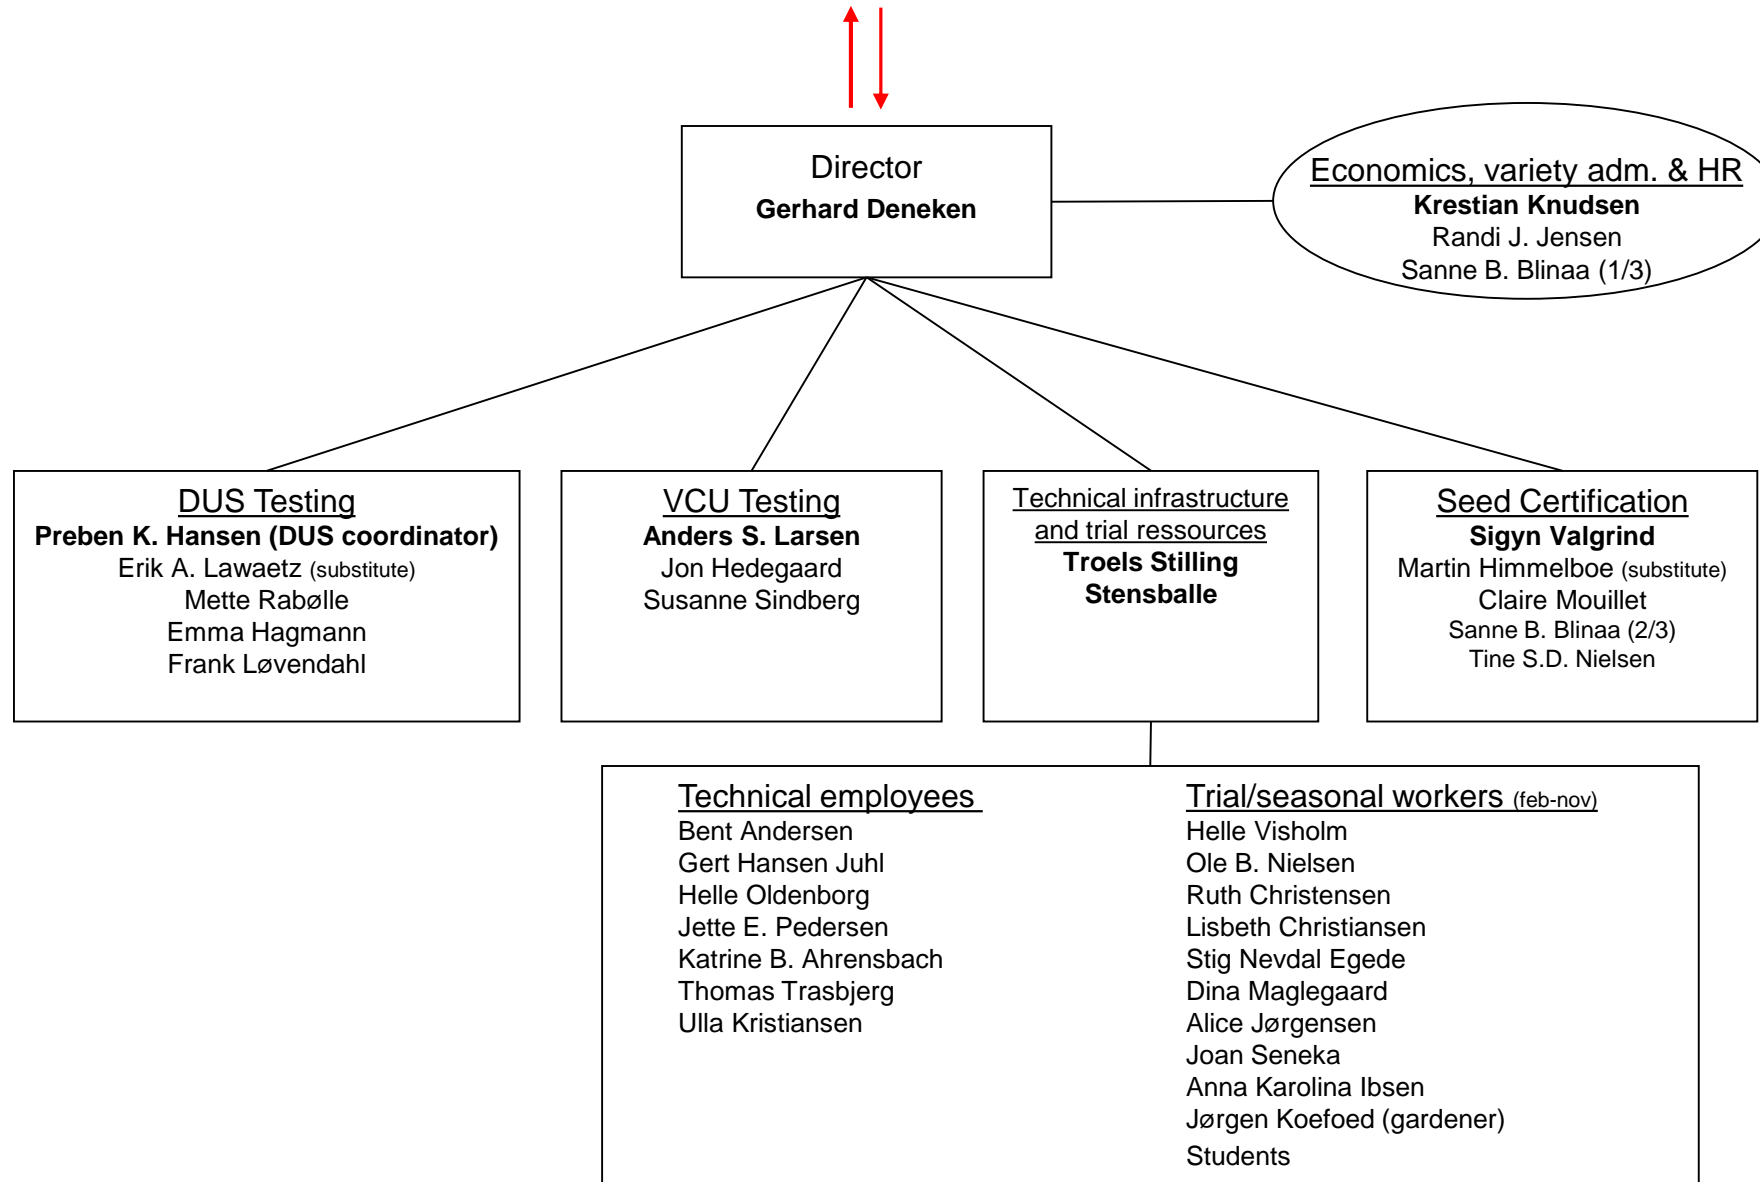 Director
Gerhard Deneken
Economics, variety adm. & HR
Krestian Knudsen
Randi J. Jensen
Sanne B. Blinaa (1/3)
DUS Testing
Preben K. Hansen (DUS coordinator)
Erik A. Lawaetz (substitute)
Mette Rabølle
Emma Hagmann
Frank Løvendahl
VCU Testing
Anders S. Larsen
Jon Hedegaard
Susanne Sindberg
Technical infrastructure
and trial ressources
Troels Stilling
Stensballe
Seed Certification
Sigyn Valgrind
Martin Himmelboe (substitute)
Claire Mouillet
Sanne B. Blinaa (2/3)
Tine S.D. Nielsen
Technical employees
Bent Andersen
Gert Hansen Juhl
Helle Oldenborg
Jette E. Pedersen
Katrine B. Ahrensbach
Thomas Trasbjerg
Ulla Kristiansen
Trial/seasonal workers (feb-nov)
Helle Visholm
Ole B. Nielsen
Ruth Christensen
Lisbeth Christiansen
Stig Nevdal Egede
Dina Maglegaard
Alice Jørgensen
Joan Seneka
Anna Karolina Ibsen
Jørgen Koefoed (gardener)
Students